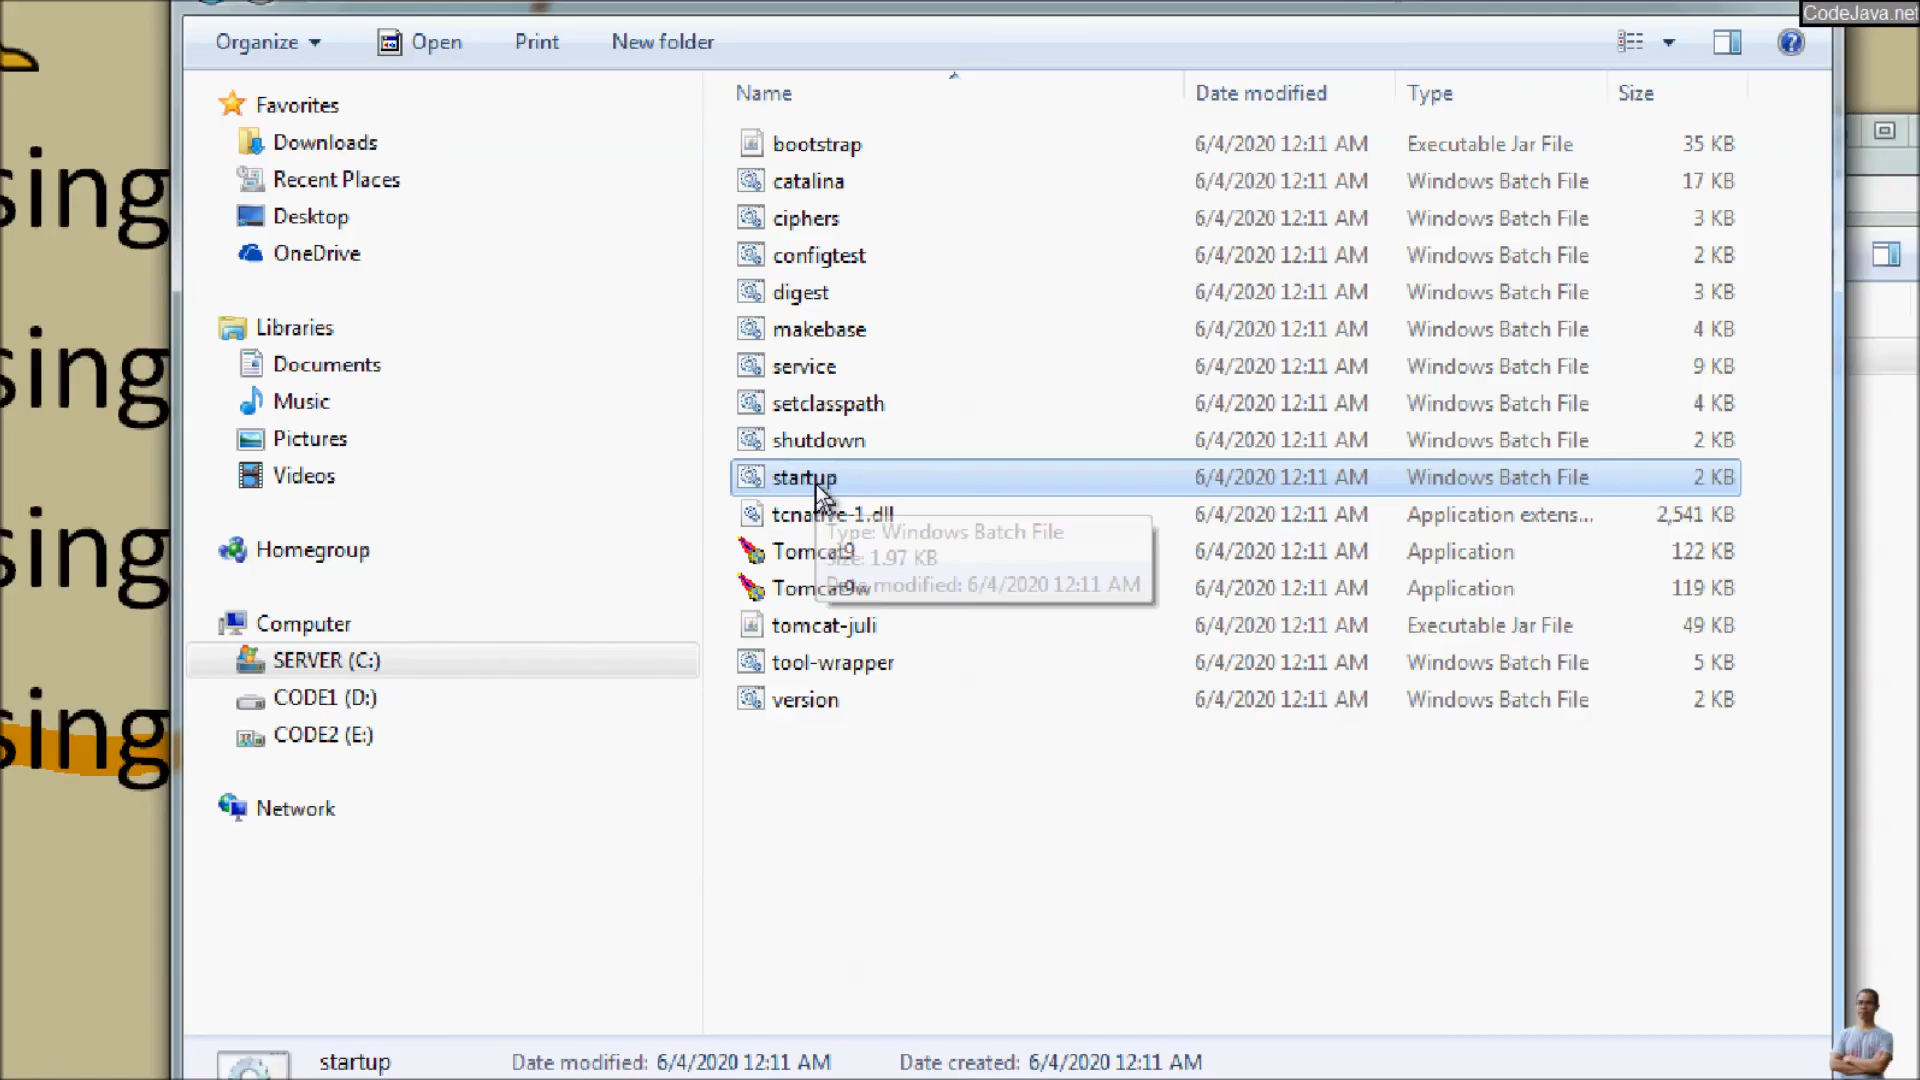 CodeJava.net
Organize Open Print New folder
Name Date modified Type Size
Favorites
Downloads
Recent Places
Desktop
OneDrive
Libraries
Documents
Music
Pictures
Videos
Homegroup
Computer
SERVER (C:)
CODE1 (D:)
CODE2 (E:)
Network
bootstrap 6/4/2020 12:11 AM Executable Jar File 35 KB
catalina 6/4/2020 12:11 AM Windows Batch File 17 KB
ciphers 6/4/2020 12:11 AM Windows Batch File 3 KB
configtest 6/4/2020 12:11 AM Windows Batch File 2 KB
digest 6/4/2020 12:11 AM Windows Batch File 3 KB
makebase 6/4/2020 12:11 AM Windows Batch File 4 KB
service 6/4/2020 12:11 AM Windows Batch File 9 KB
setclasspath 6/4/2020 12:11 AM Windows Batch File 4 KB
shutdown 6/4/2020 12:11 AM Windows Batch File 2 KB
startup 6/4/2020 12:11 AM Windows Batch File 2 KB
tcnative-1.dll Application extens... 2,541 KB
6/4/2020 12:11 AM
Type: Windows Batch File
Tomcat9 6/4/2020 12:11 AM Application 122 KB
Size: 1.97 KB
Tomcat9w 6/4/2020 12:11 AM Application 119 KB
Date modified: 6/4/2020 12:11 AM
tomcat-juli 6/4/2020 12:11 AM Executable Jar File 49 KB
tool-wrapper 6/4/2020 12:11 AM Windows Batch File 5 KB
version 6/4/2020 12:11 AM Windows Batch File 2 KB
sing
sing
sing
sing
startup Date modified: 6/4/2020 12:11 AM Date created: 6/4/2020 12:11 AM